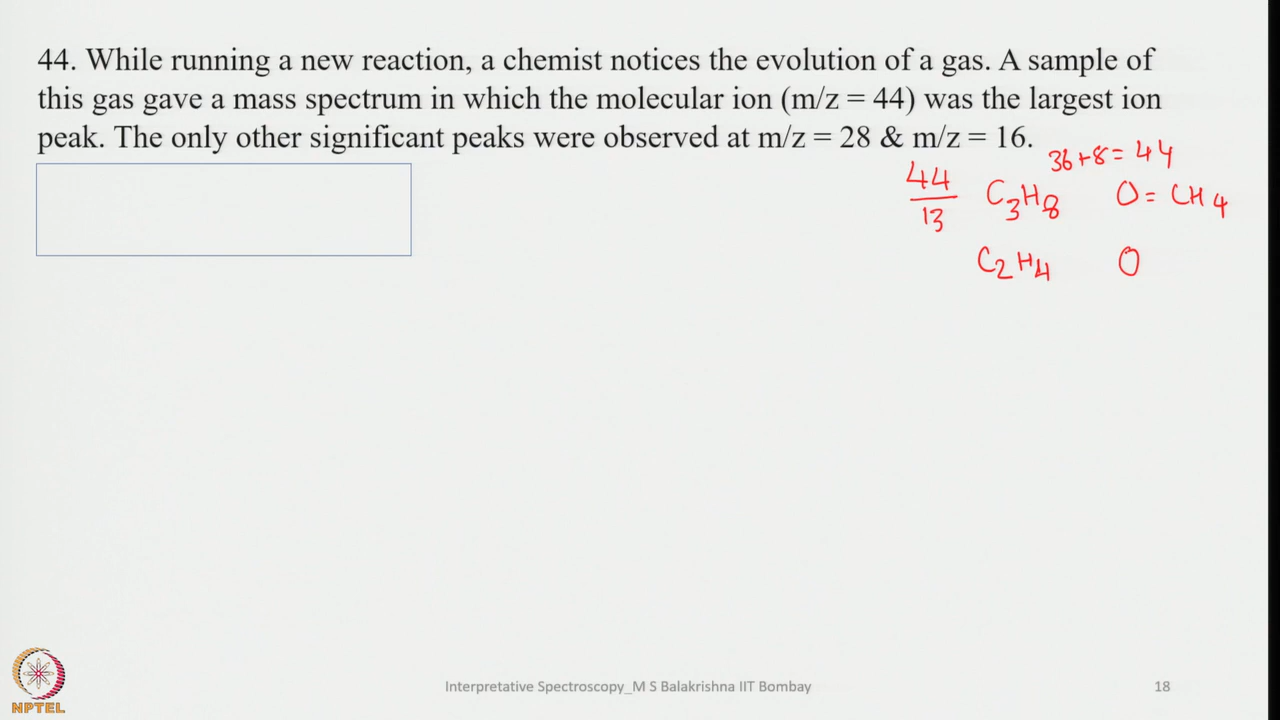 44. While running a new reaction, a chemist notices the evolution of a gas. A sample of
this gas gave a mass spectrum in which the molecular ion (m/z = 44) was the largest ion
peak. The only other significant peaks were observed at m/z = 28 & m/z = 16.
36+8= 44
44
13
C3H8
O = CH4
C2H4
O
NPTEL
Interpretative Spectroscopy_M S Balakrishna IIT Bombay
18